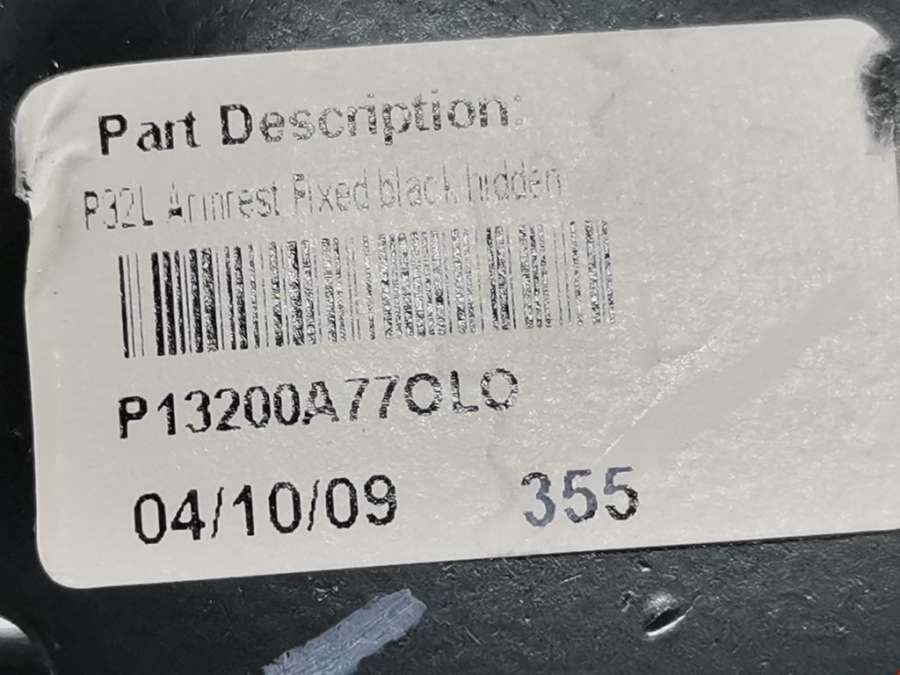 Part Description:
P32L Armrest Fixed black hidden
P13200A77OLO
04/10/09 355